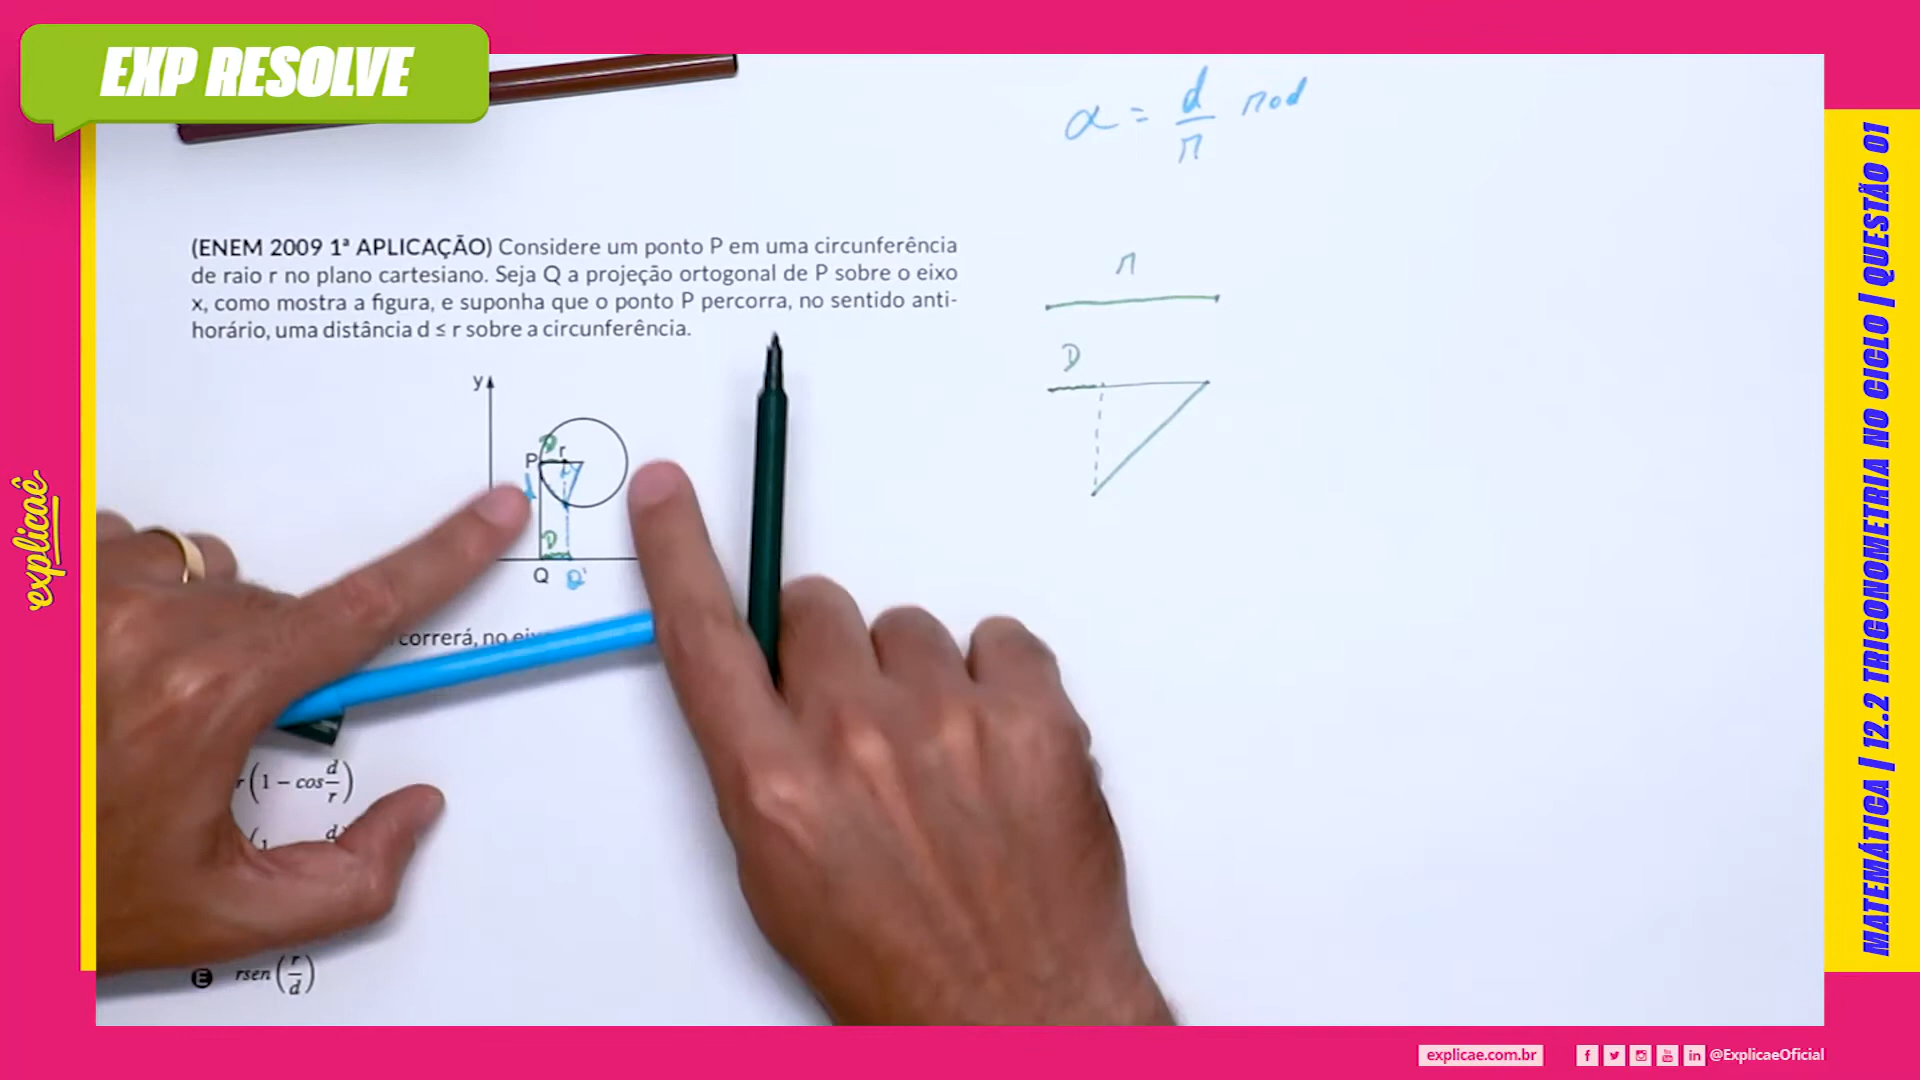 EXP RESOLVE
α = d/r rad
(ENEM 2009 1ª APLICAÇÃO) Considere um ponto P em uma circunferência
de raio r no plano cartesiano. Seja Q a projeção ortogonal de P sobre o eixo
x, como mostra a figura, e suponha que o ponto P percorra, no sentido anti-
horário, uma distância d ≤ r sobre a circunferência.
r
D
y
D
P r
d α
D
Q Q'
correrá, no
r(1 - cos d/r)
d
E rsen (r/d)
explicaê
MATEMÁTICA | 12.2 TRIGONOMETRIA NO CICLO | QUESTÃO 01
explicae.com.br
@ExplicaeOficial